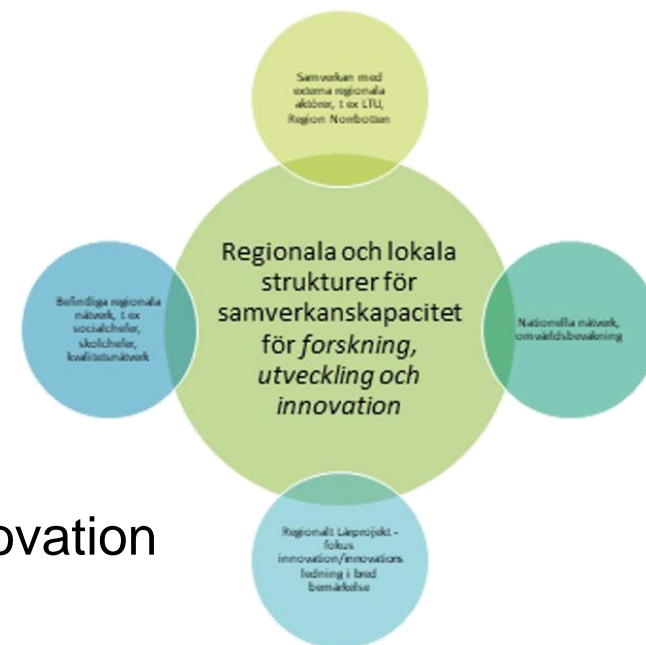 Samverkan med
externa regionala
aktörer, t ex LTU,
Region Norrbotten
Regionala och lokala
strukturer för
samverkanskapacitet
för forskning,
utveckling och
innovation
Befintliga regionala
nätverk, t ex
socialchefer,
skolchefer,
kvalitetsnätverk
Nationella nätverk,
omvärldsbevakning
Regionalt Lärprojekt -
fokus
innovation/innovations
ledning i bred
bemärkelse
ovation